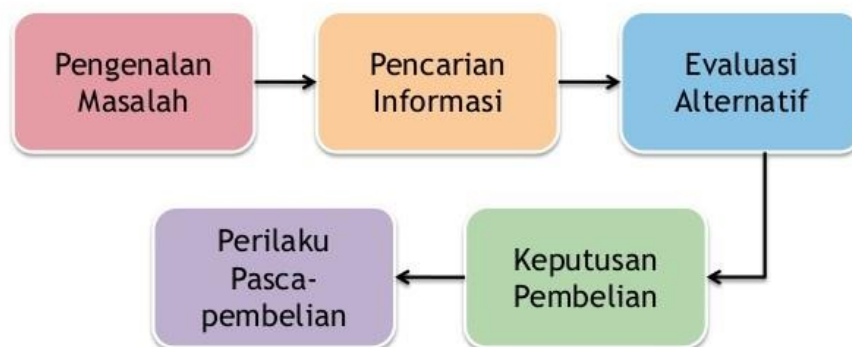 Pengenalan
Masalah
Pencarian
Informasi
Evaluasi
Alternatif
Keputusan
Pembelian
Perilaku
Pasca-
pembelian